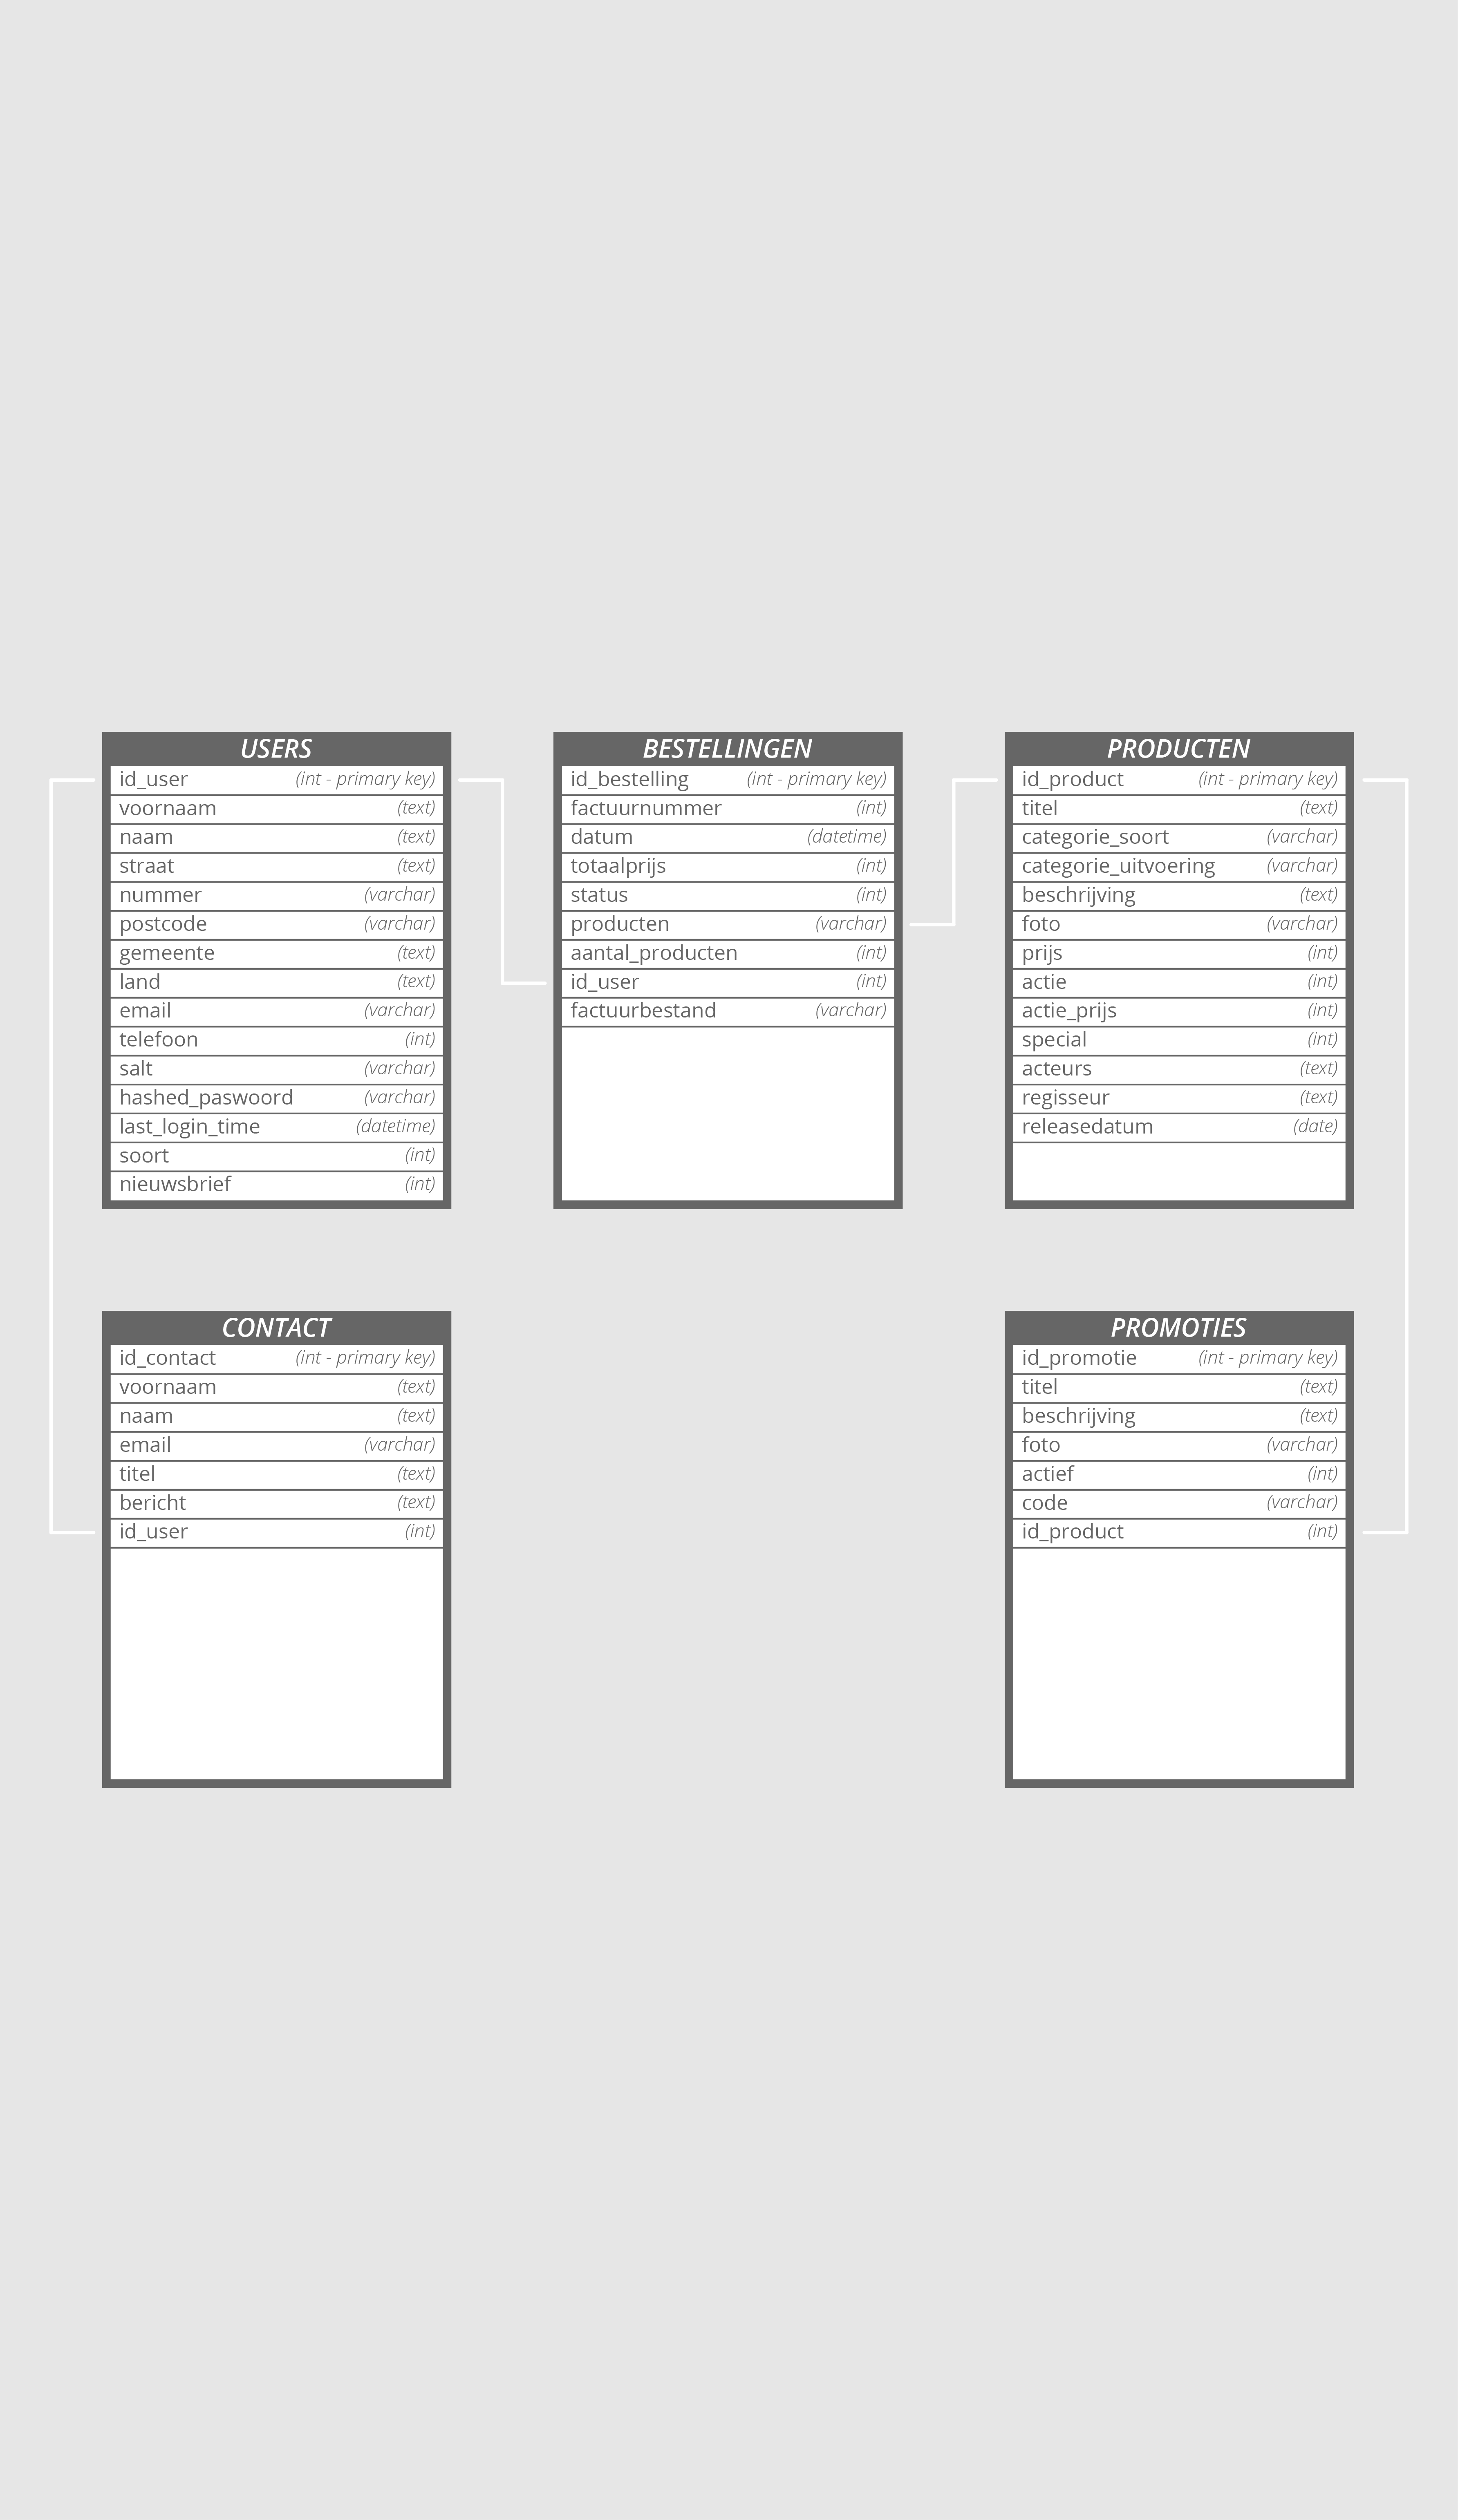 USERS
id_user (int - primary key)
voornaam (text)
naam (text)
straat (text)
nummer (varchar)
postcode (varchar)
gemeente (text)
land (text)
email (varchar)
telefoon (int)
salt (varchar)
hashed_paswoord (varchar)
last_login_time (datetime)
soort (int)
nieuwsbrief (int)
BESTELLINGEN
id_bestelling (int - primary key)
factuurnummer (int)
datum (datetime)
totaalprijs (int)
status (int)
producten (varchar)
aantal_producten (int)
id_user (int)
factuurbestand (varchar)
PRODUCTEN
id_product (int - primary key)
titel (text)
categorie_soort (varchar)
categorie_uitvoering (varchar)
beschrijving (text)
foto (varchar)
prijs (int)
actie (int)
actie_prijs (int)
special (int)
acteurs (text)
regisseur (text)
releasedatum (date)
CONTACT
id_contact (int - primary key)
voornaam (text)
naam (text)
email (varchar)
titel (text)
bericht (text)
id_user (int)
PROMOTIES
id_promotie (int - primary key)
titel (text)
beschrijving (text)
foto (varchar)
actief (int)
code (varchar)
id_product (int)